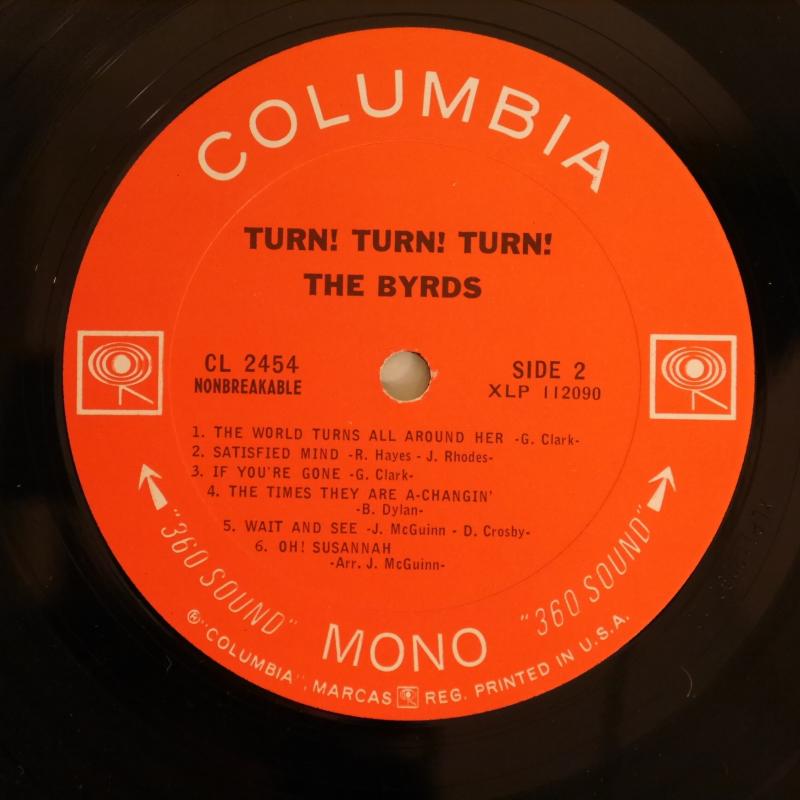 COLUMBIA
TURN! TURN! TURN!
THE BYRDS
CL 2454
NONBREAKABLE
SIDE 2
XLP 112090
1. THE WORLD TURNS ALL AROUND HER -G. Clark-
2. SATISFIED MIND -R. Hayes - J. Rhodes-
3. IF YOU'RE GONE -G. Clark-
4. THE TIMES THEY ARE A-CHANGIN'
-B. Dylan-
5. WAIT AND SEE -J. McGuinn - D. Crosby-
6. OH! SUSANNAH
-Arr. J. McGuinn-
"360 SOUND"
MONO
"360 SOUND"
® "COLUMBIA", MARCAS REG. PRINTED IN U.S.A.